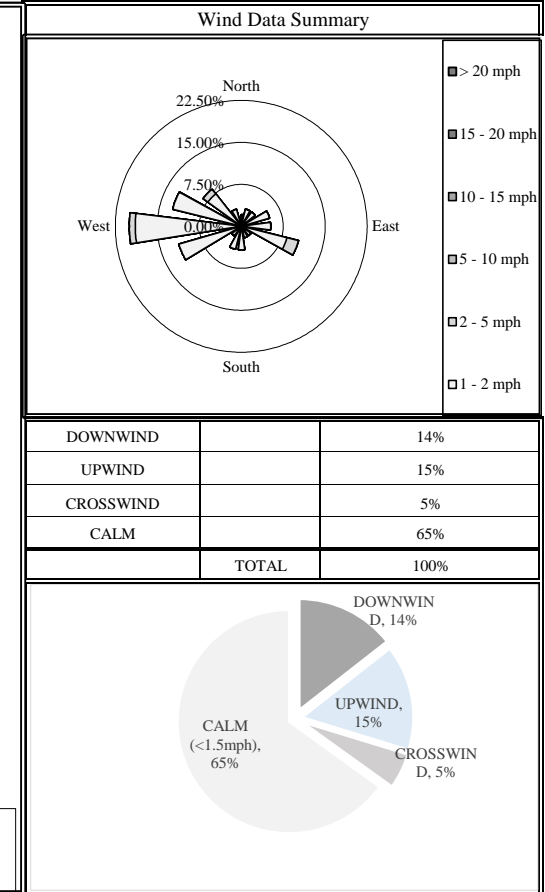 Wind Data Summary
North
22.50%
15.00%
7.50%
0.00%
West
East
South
> 20 mph
15 - 20 mph
10 - 15 mph
5 - 10 mph
2 - 5 mph
1 - 2 mph
DOWNWIND 14%
UPWIND 15%
CROSSWIND 5%
CALM 65%
TOTAL 100%
DOWNWIN
D, 14%
UPWIND,
15%
CROSSWIN
D, 5%
CALM
(<1.5mph),
65%